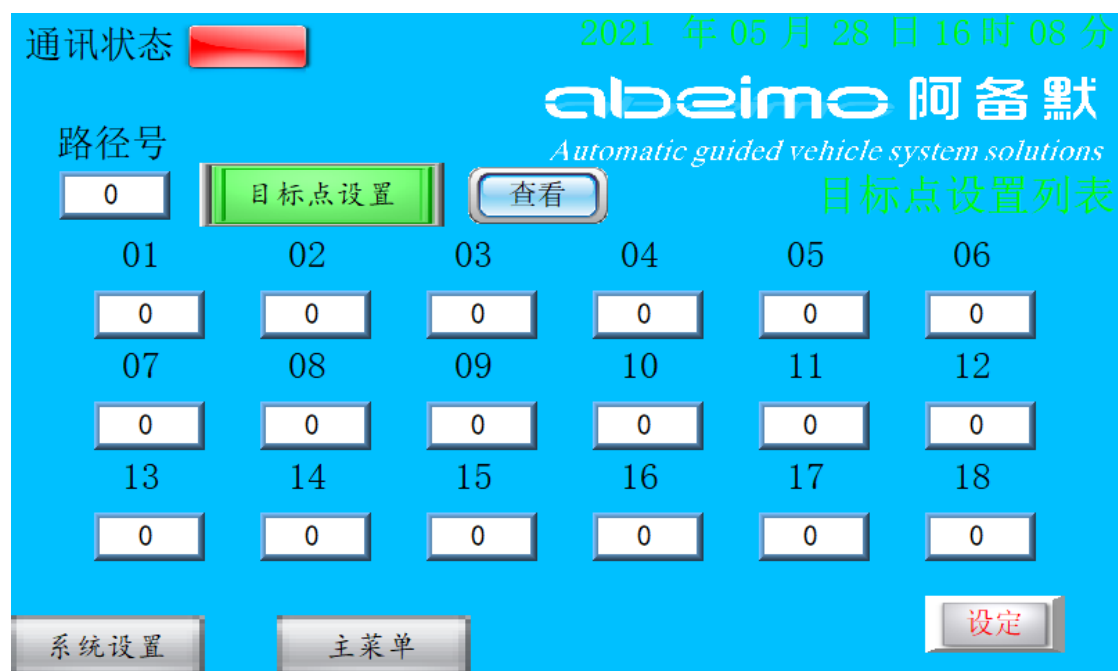 通讯状态
2021 年 05 月 28 日 16 时 08 分
abeimo 阿备默
Automatic guided vehicle system solutions
路径号
0 目标点设置 查看 目标点设置列表
01 02 03 04 05 06
0 0 0 0 0 0
07 08 09 10 11 12
0 0 0 0 0 0
13 14 15 16 17 18
0 0 0 0 0 0
系统设置 主菜单 设定